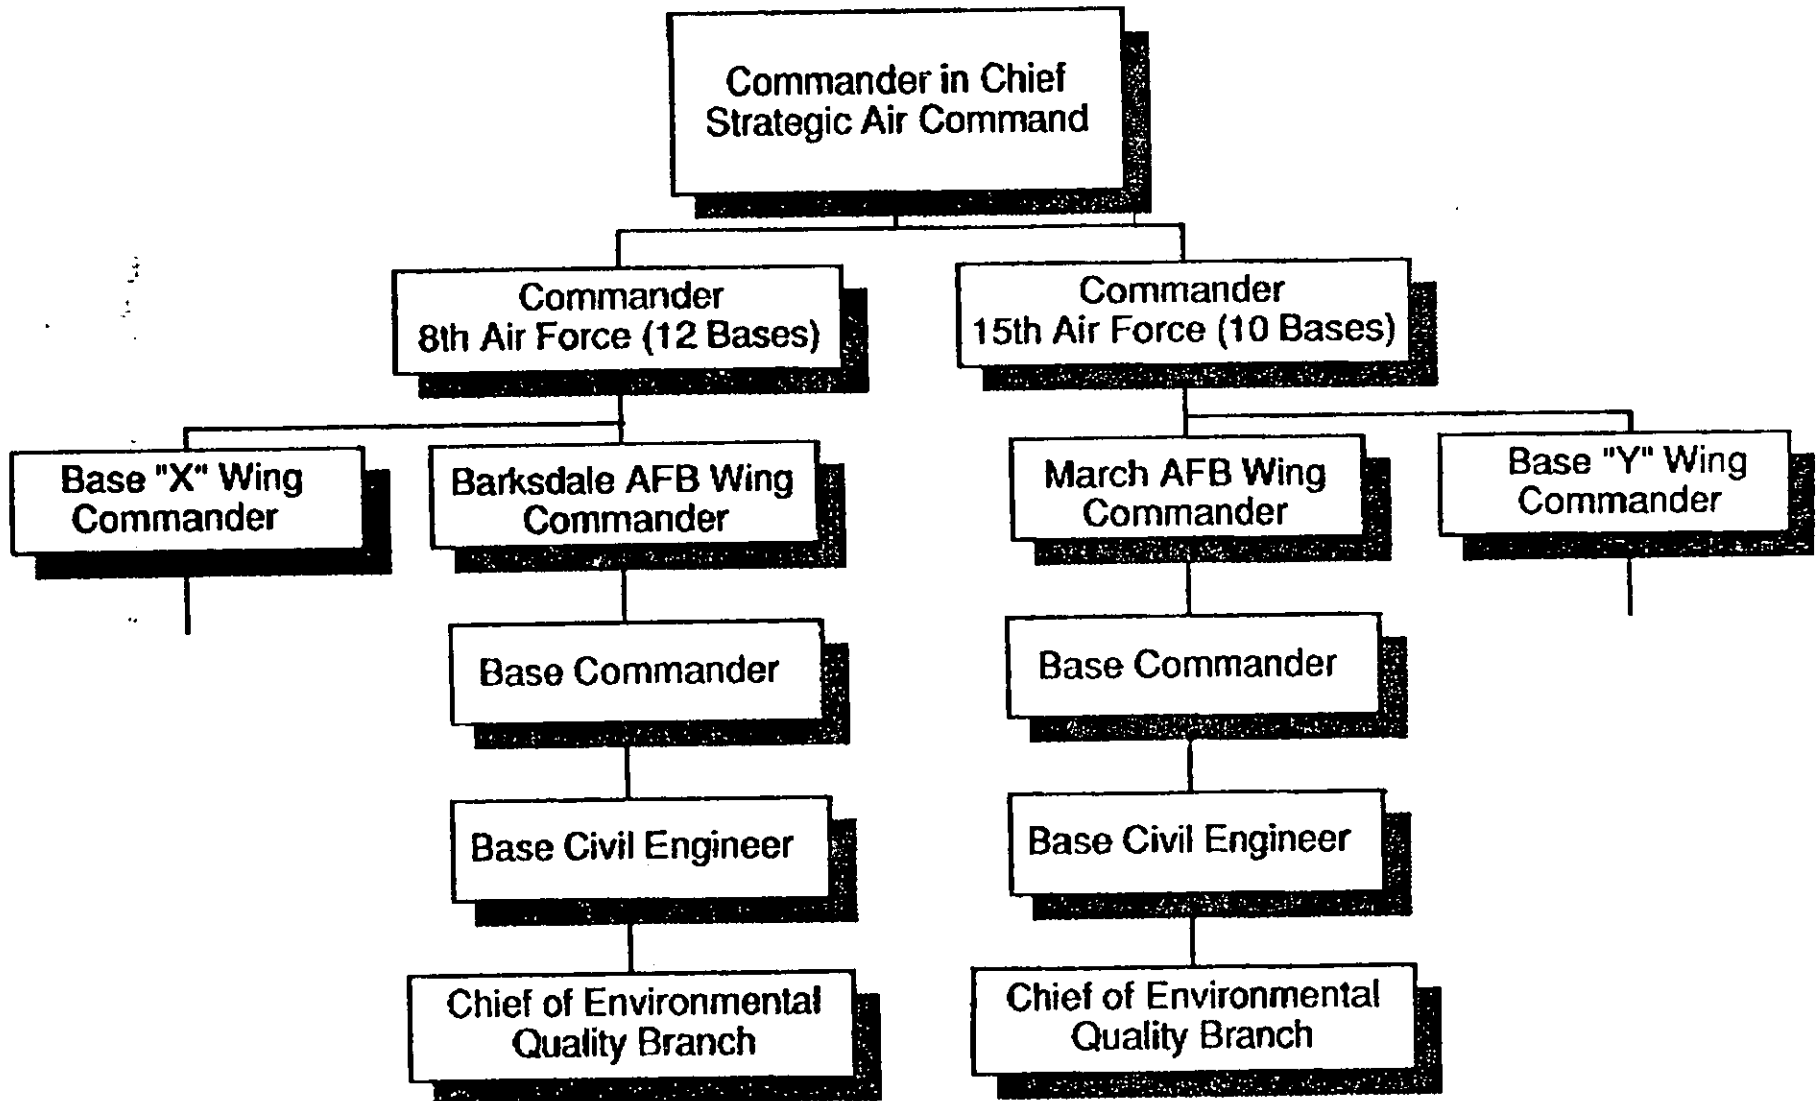 Commander in Chief
Strategic Air Command
Commander
8th Air Force (12 Bases)
Commander
15th Air Force (10 Bases)
Base "X" Wing
Commander
Barksdale AFB Wing
Commander
March AFB Wing
Commander
Base "Y" Wing
Commander
Base Commander
Base Commander
Base Civil Engineer
Base Civil Engineer
Chief of Environmental
Quality Branch
Chief of Environmental
Quality Branch